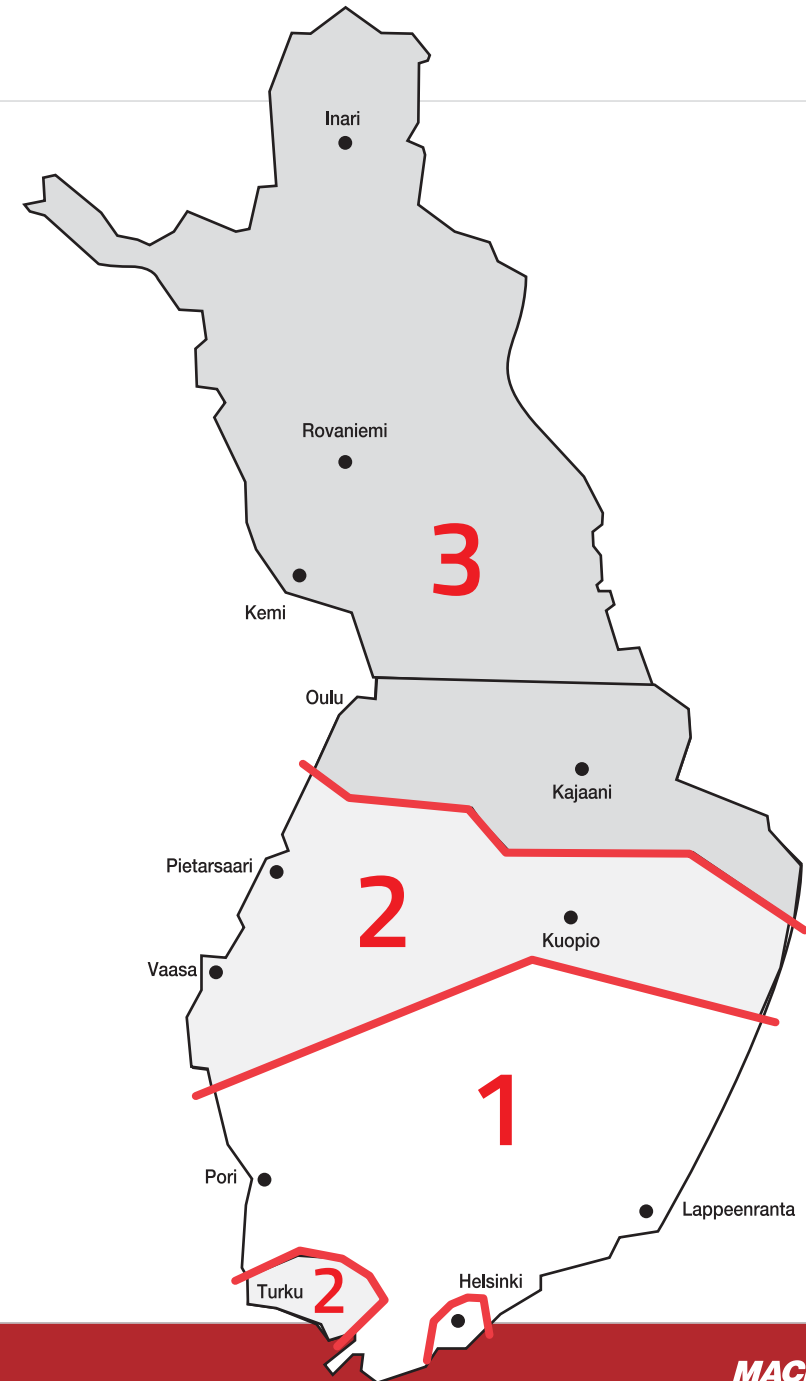 Inari
Rovaniemi
3
Kemi
Oulu
Kajaani
Pietarsaari
2
Kuopio
Vaasa
1
Pori
Lappeenranta
Helsinki
Turku
2
MAC